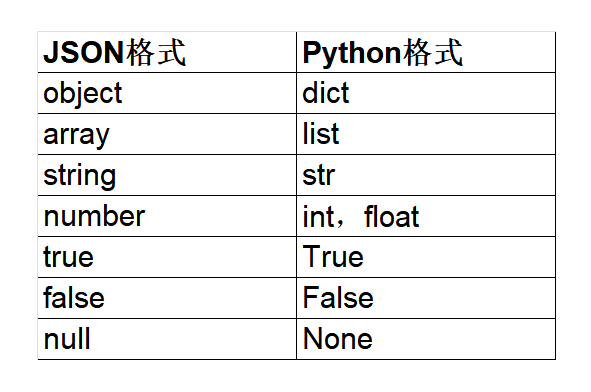 JSON格式 Python格式
object dict
array list
string str
number int，float
true True
false False
null None